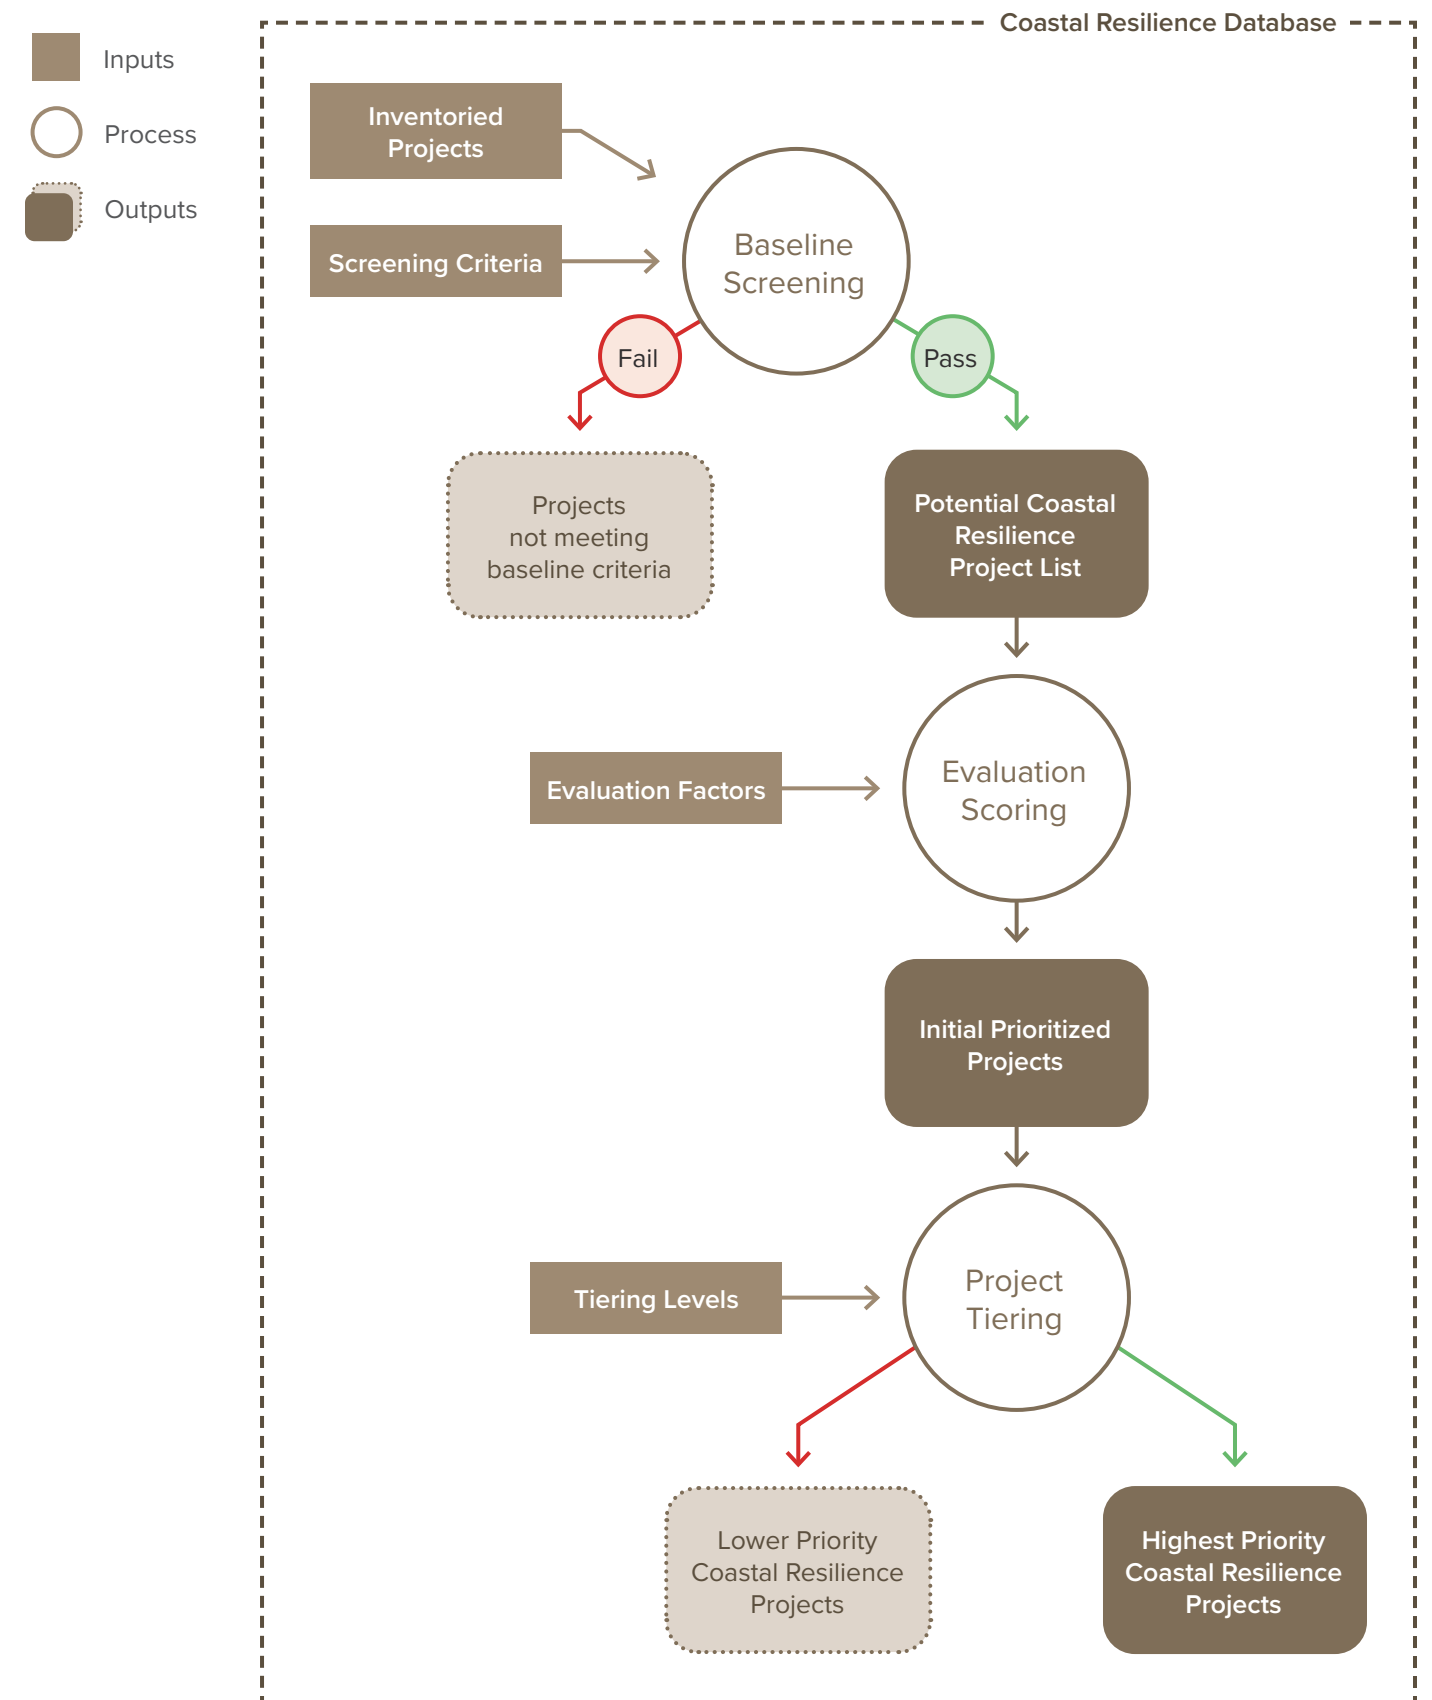 Coastal Resilience Database
Inputs
Process
Outputs
Inventoried
Projects
Screening Criteria
Baseline
Screening
Fail
Pass
Projects
not meeting
baseline criteria
Potential Coastal
Resilience
Project List
Evaluation Factors
Evaluation
Scoring
Initial Prioritized
Projects
Tiering Levels
Project
Tiering
Lower Priority
Coastal Resilience
Projects
Highest Priority
Coastal Resilience
Projects